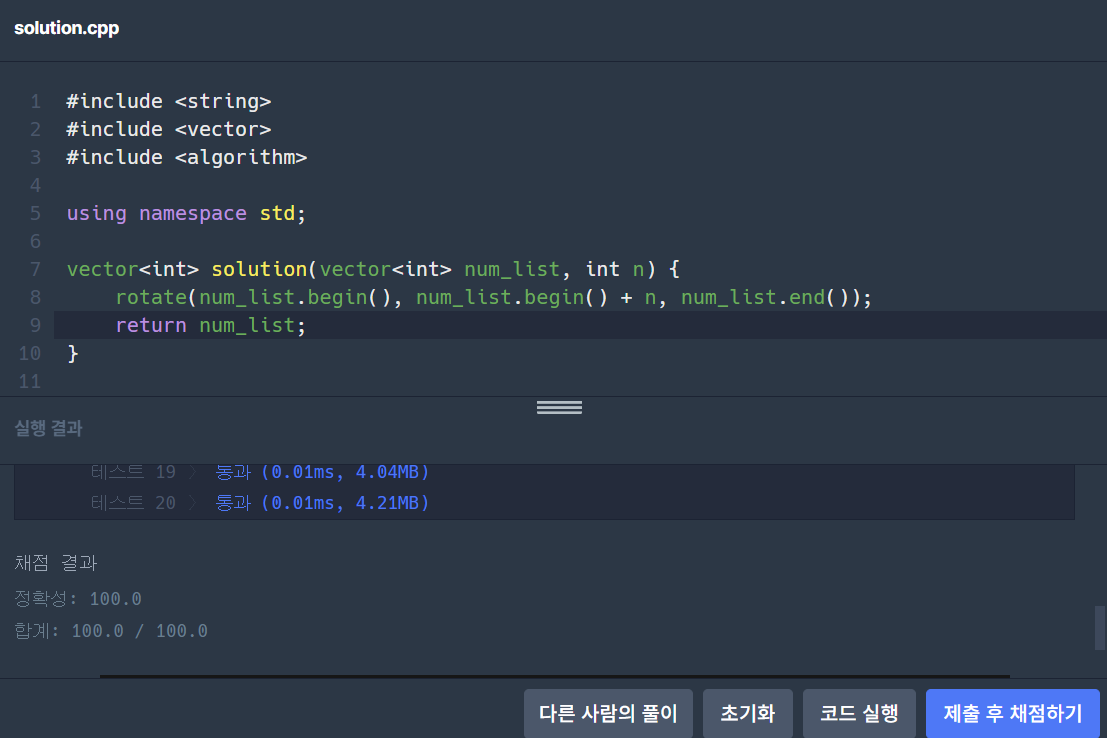 solution.cpp
1 #include <string>
2 #include <vector>
3 #include <algorithm>
4
5 using namespace std;
6
7 vector<int> solution(vector<int> num_list, int n) {
8     rotate(num_list.begin(), num_list.begin() + n, num_list.end());
9     return num_list;
10 }
11
실행 결과
테스트 19 〉 통과 (0.01ms, 4.04MB)
테스트 20 〉 통과 (0.01ms, 4.21MB)
채점 결과
정확성: 100.0
합계: 100.0 / 100.0
다른 사람의 풀이 초기화 코드 실행 제출 후 채점하기